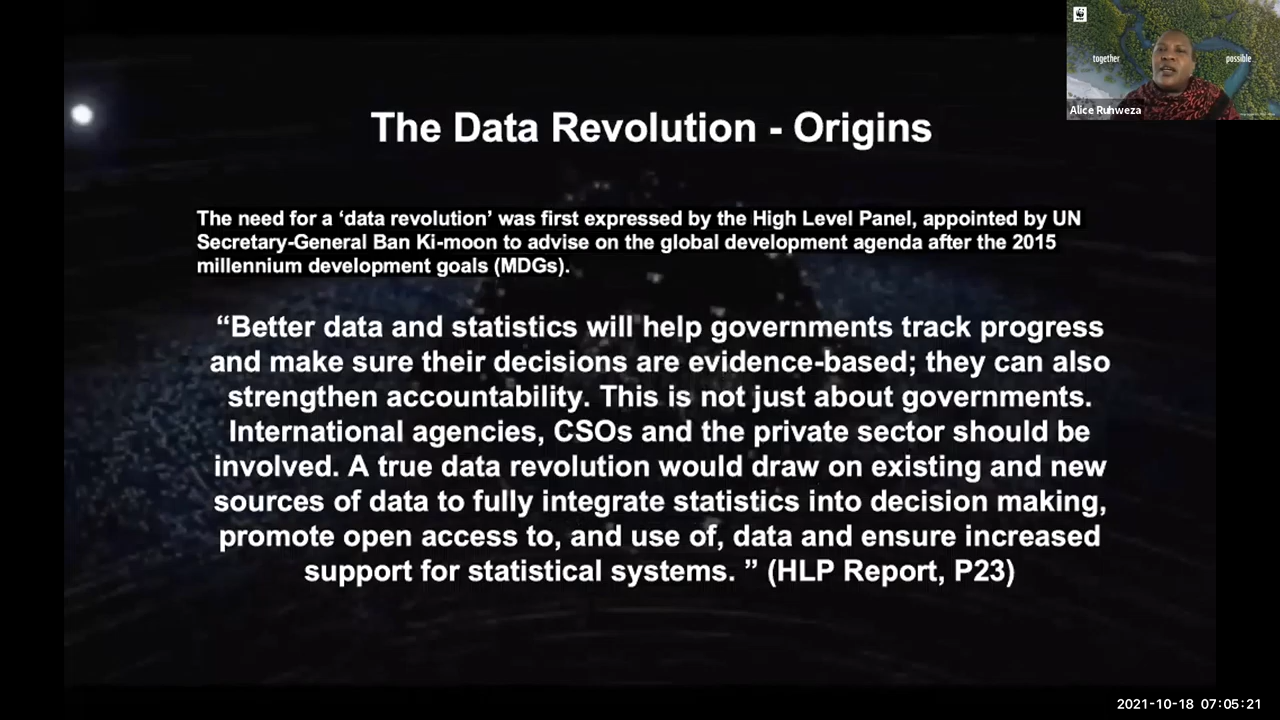 together
possible
Alice Ruhweza
The Data Revolution - Origins
The need for a ‘data revolution’ was first expressed by the High Level Panel, appointed by UN
Secretary-General Ban Ki-moon to advise on the global development agenda after the 2015
millennium development goals (MDGs).
“Better data and statistics will help governments track progress
and make sure their decisions are evidence-based; they can also
strengthen accountability. This is not just about governments.
International agencies, CSOs and the private sector should be
involved. A true data revolution would draw on existing and new
sources of data to fully integrate statistics into decision making,
promote open access to, and use of, data and ensure increased
support for statistical systems. ” (HLP Report, P23)
2021-10-18 07:05:21